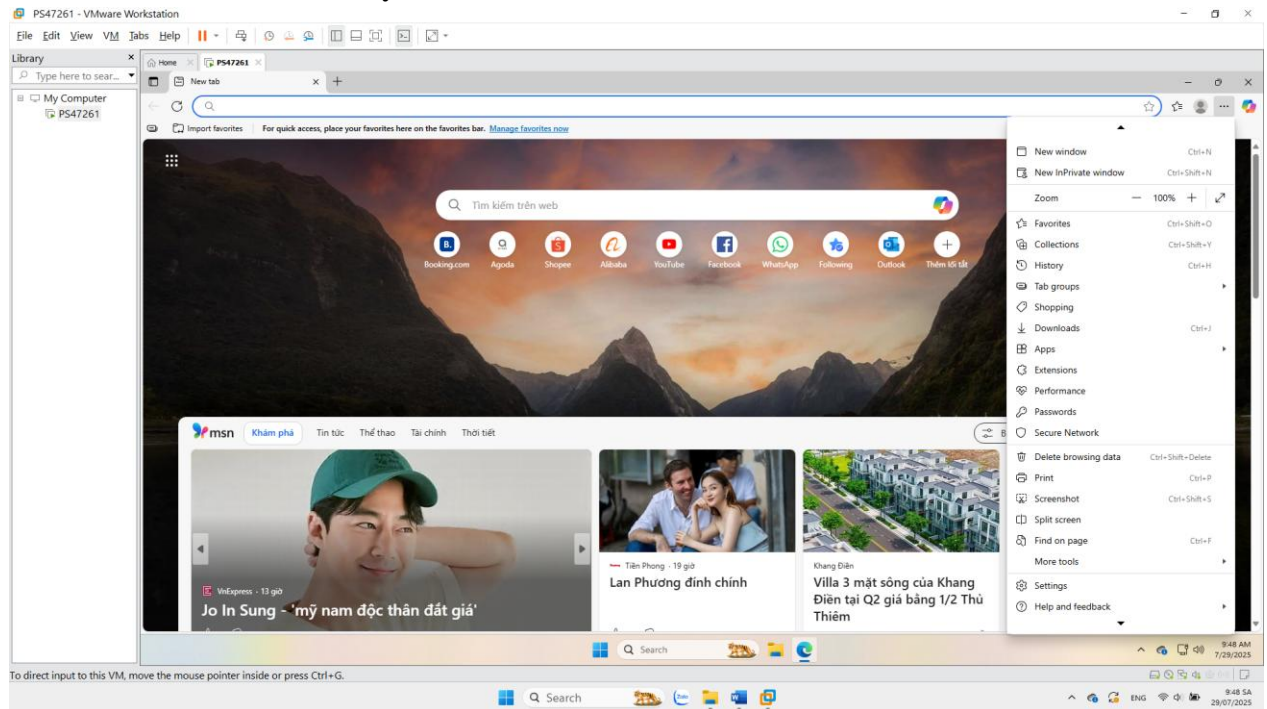 PS47261 - VMware Workstation
File Edit View VM Tabs Help
Library
Type here to sear...
My Computer
PS47261
Home
PS47261
New tab
Import favorites
For quick access, place your favorites here on the favorites bar. Manage favorites now
Tìm kiếm trên web
B.
Booking.com Agoda Shopee Alibaba YouTube Facebook WhatsApp Following Outlook Thêm lối tắt
msn Khám phá Tin tức Thể thao Tài chính Thời tiết
VnExpress · 13 giờ
Jo In Sung - 'mỹ nam độc thân đắt giá'
Tiền Phong · 19 giờ
Lan Phương đính chính
Khang Điền
Villa 3 mặt sông của Khang
Điền tại Q2 giá bằng 1/2 Thủ
Thiêm
New window Ctrl+N
New InPrivate window Ctrl+Shift+N
Zoom 100%
Favorites Ctrl+Shift+O
Collections Ctrl+Shift+Y
History Ctrl+H
Tab groups
Shopping
Downloads Ctrl+J
Apps
Extensions
Performance
Passwords
Secure Network
Delete browsing data Ctrl+Shift+Delete
Print Ctrl+P
Screenshot Ctrl+Shift+S
Split screen
Find on page Ctrl+F
More tools
Settings
Help and feedback
Search
9:48 AM
7/29/2025
To direct input to this VM, move the mouse pointer inside or press Ctrl+G.
Search
Zalo
ENG
9:48 SA
29/07/2025